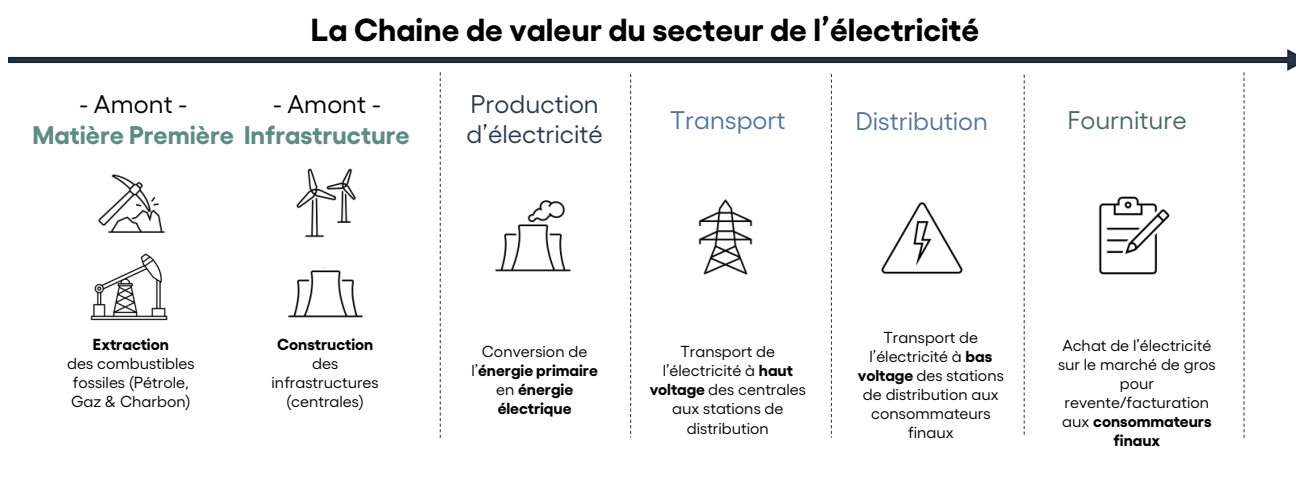 La Chaine de valeur du secteur de l'électricité
- Amont -
Matière Première
Extraction
des combustibles
fossiles (Pétrole,
Gaz & Charbon)
- Amont -
Infrastructure
Construction
des
infrastructures
(centrales)
Production
d'électricité
Conversion de
l'énergie primaire
en énergie
électrique
Transport
Transport de
l'électricité à haut
voltage des centrales
aux stations de
distribution
Distribution
Transport de
l'électricité à bas
voltage des stations
de distribution aux
consommateurs
finaux
Fourniture
Achat de l'électricité
sur le marché de gros
pour
revente/facturation
aux consommateurs
finaux